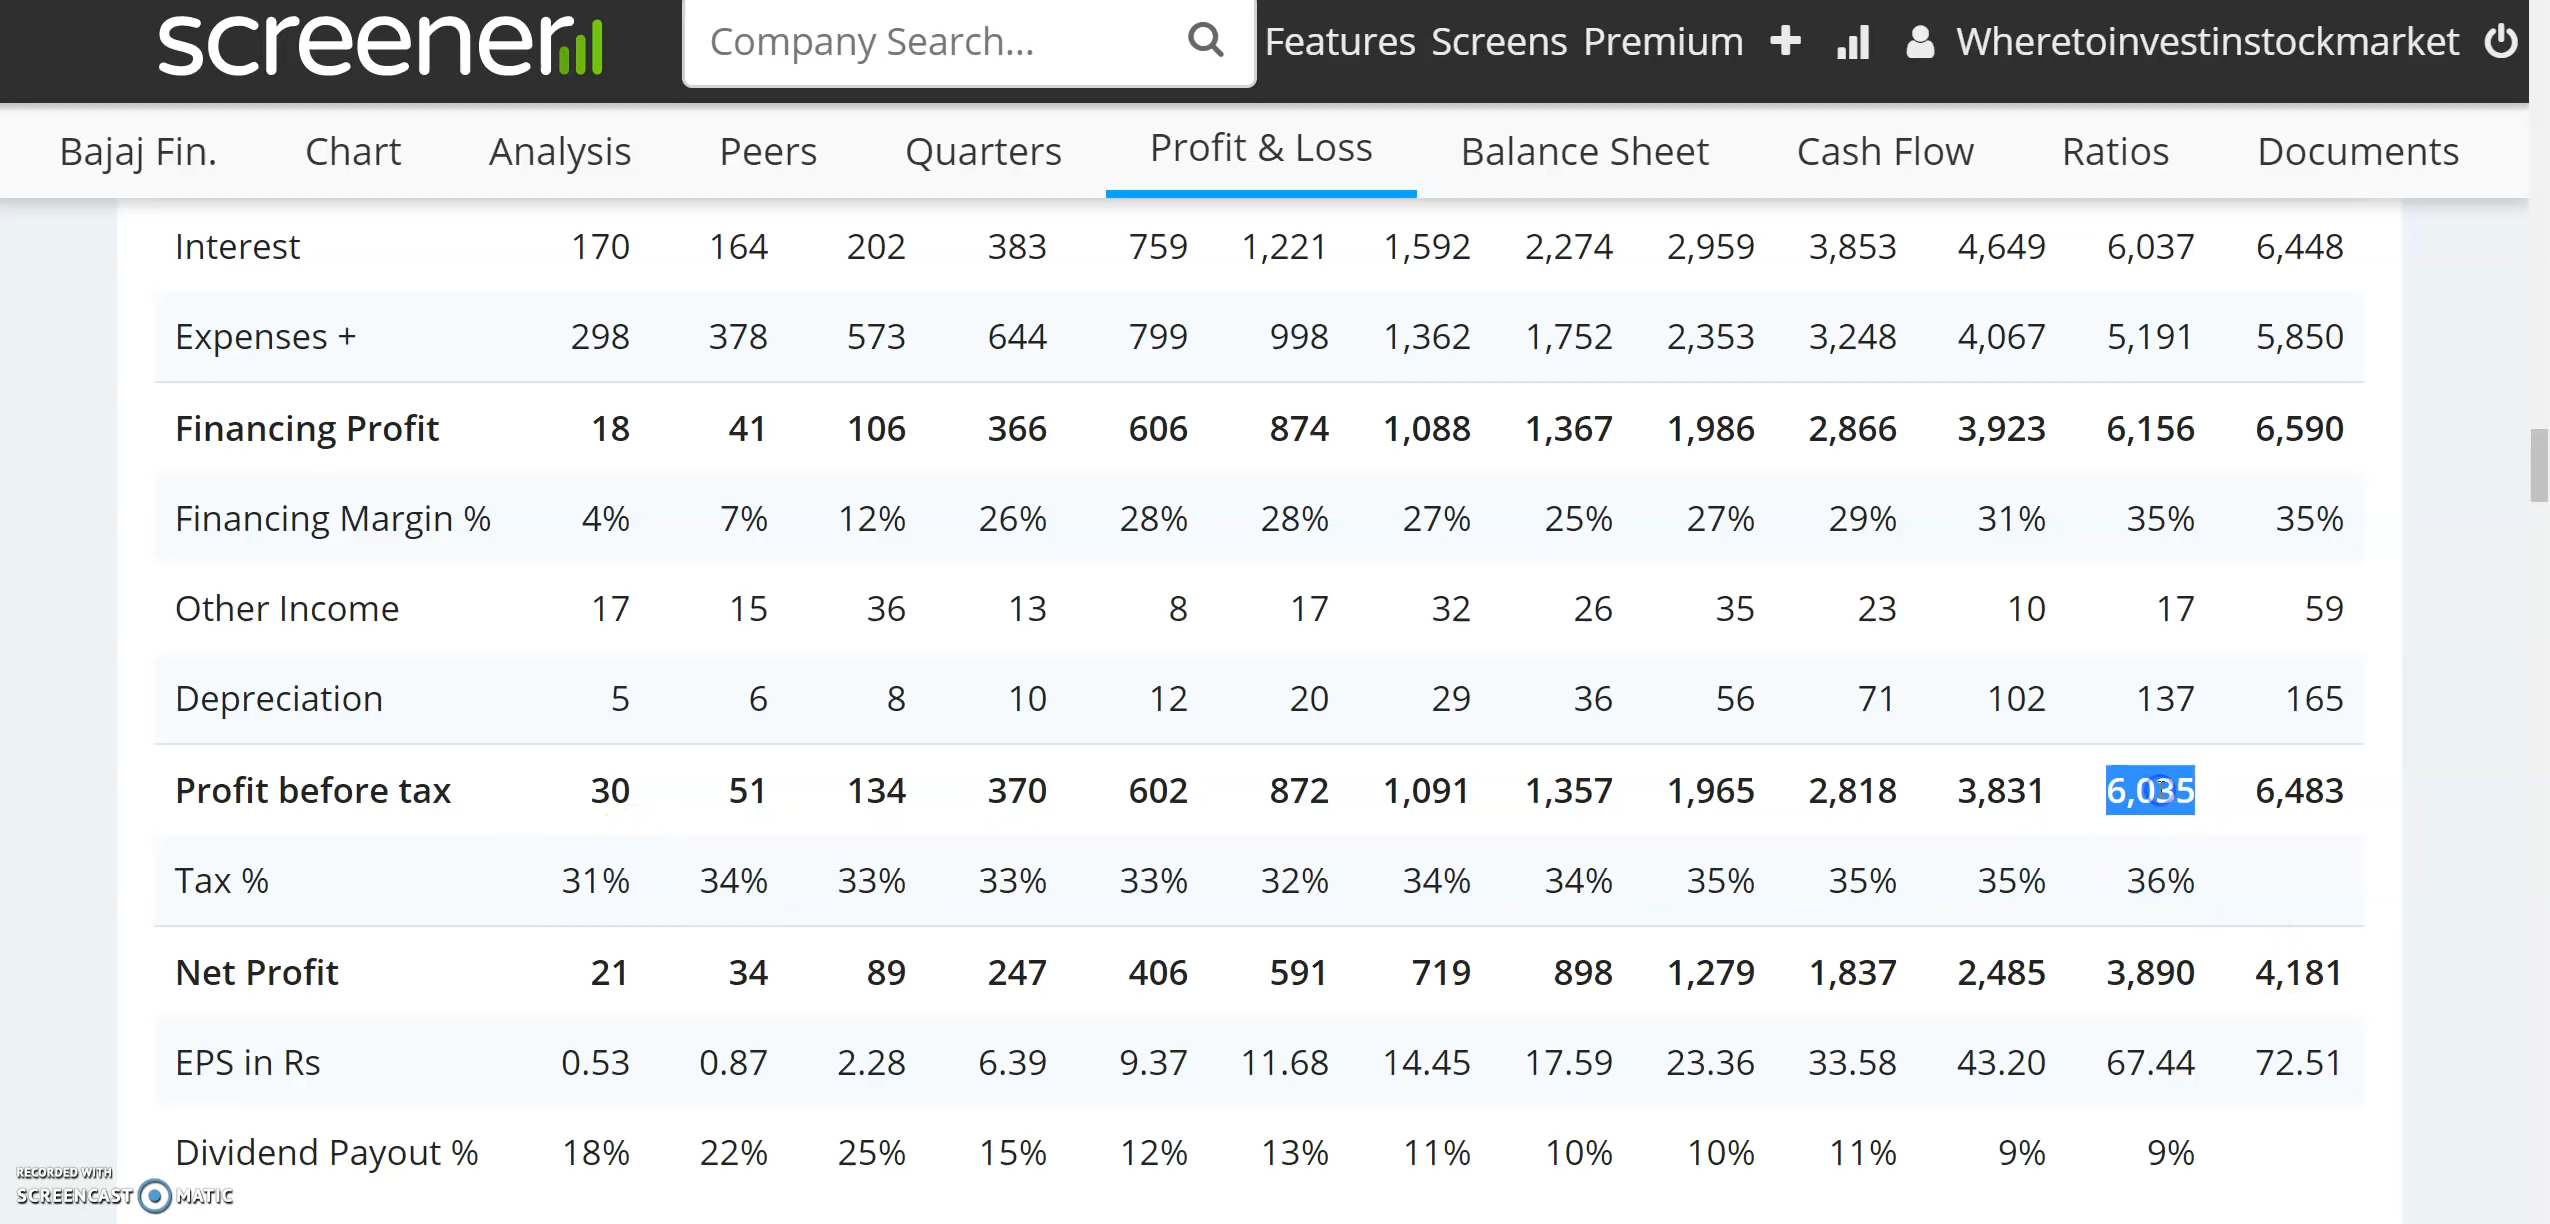 screener Company Search... Features Screens Premium Wheretoinvestinstockmarket
Bajaj Fin. Chart Analysis Peers Quarters Profit & Loss Balance Sheet Cash Flow Ratios Documents
Interest 170 164 202 383 759 1,221 1,592 2,274 2,959 3,853 4,649 6,037 6,448
Expenses + 298 378 573 644 799 998 1,362 1,752 2,353 3,248 4,067 5,191 5,850
Financing Profit 18 41 106 366 606 874 1,088 1,367 1,986 2,866 3,923 6,156 6,590
Financing Margin % 4% 7% 12% 26% 28% 28% 27% 25% 27% 29% 31% 35% 35%
Other Income 17 15 36 13 8 17 32 26 35 23 10 17 59
Depreciation 5 6 8 10 12 20 29 36 56 71 102 137 165
Profit before tax 30 51 134 370 602 872 1,091 1,357 1,965 2,818 3,831 6,035 6,483
Tax % 31% 34% 33% 33% 33% 32% 34% 34% 35% 35% 35% 36%
Net Profit 21 34 89 247 406 591 719 898 1,279 1,837 2,485 3,890 4,181
EPS in Rs 0.53 0.87 2.28 6.39 9.37 11.68 14.45 17.59 23.36 33.58 43.20 67.44 72.51
Dividend Payout % 18% 22% 25% 15% 12% 13% 11% 10% 10% 11% 9% 9%
RECORDED WITH
SCREENCAST MATIC